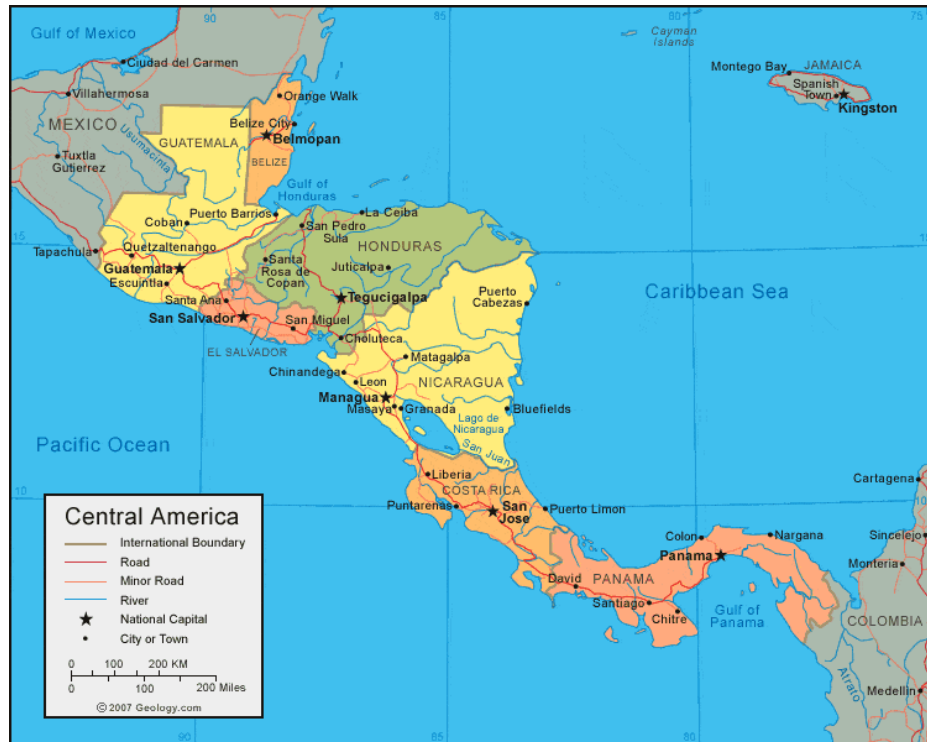 90
85
80
75
Gulf of Mexico
Cayman
Islands
Ciudad del Carmen
Montego Bay
JAMAICA
Spanish
Town
Kingston
Villahermosa
Orange Walk
MEXICO
Usumacinta
GUATEMALA
Belize City
Belmopan
BELIZE
Tuxtla
Gutierrez
Gulf of
Honduras
Coban
Puerto Barrios
La Ceiba
San Pedro
Sula
15
Tapachula
Quetzaltenango
HONDURAS
Guatemala
Santa
Rosa de
Copan
Juticalpa
Escuintla
Santa Ana
Tegucigalpa
Puerto
Cabezas
Caribbean Sea
San Salvador
San Miguel
EL SALVADOR
Choluteca
Matagalpa
Chinandega
Leon
NICARAGUA
Managua
Masaya
Granada
Bluefields
Lago de
Nicaragua
San Juan
Pacific Ocean
Liberia
COSTA RICA
Cartagena
10
10
Puntarenas
San
Jose
Puerto Limon
Colon
Nargana
Sincelejo
Panama
Monteria
David
PANAMA
Santiago
Chitre
Gulf of
Panama
COLOMBIA
Atrato
Medellin
Central America
International Boundary
Road
Minor Road
River
National Capital
City or Town
0 100 200 KM
0 100 200 Miles
© 2007 Geology.com
90
85
80